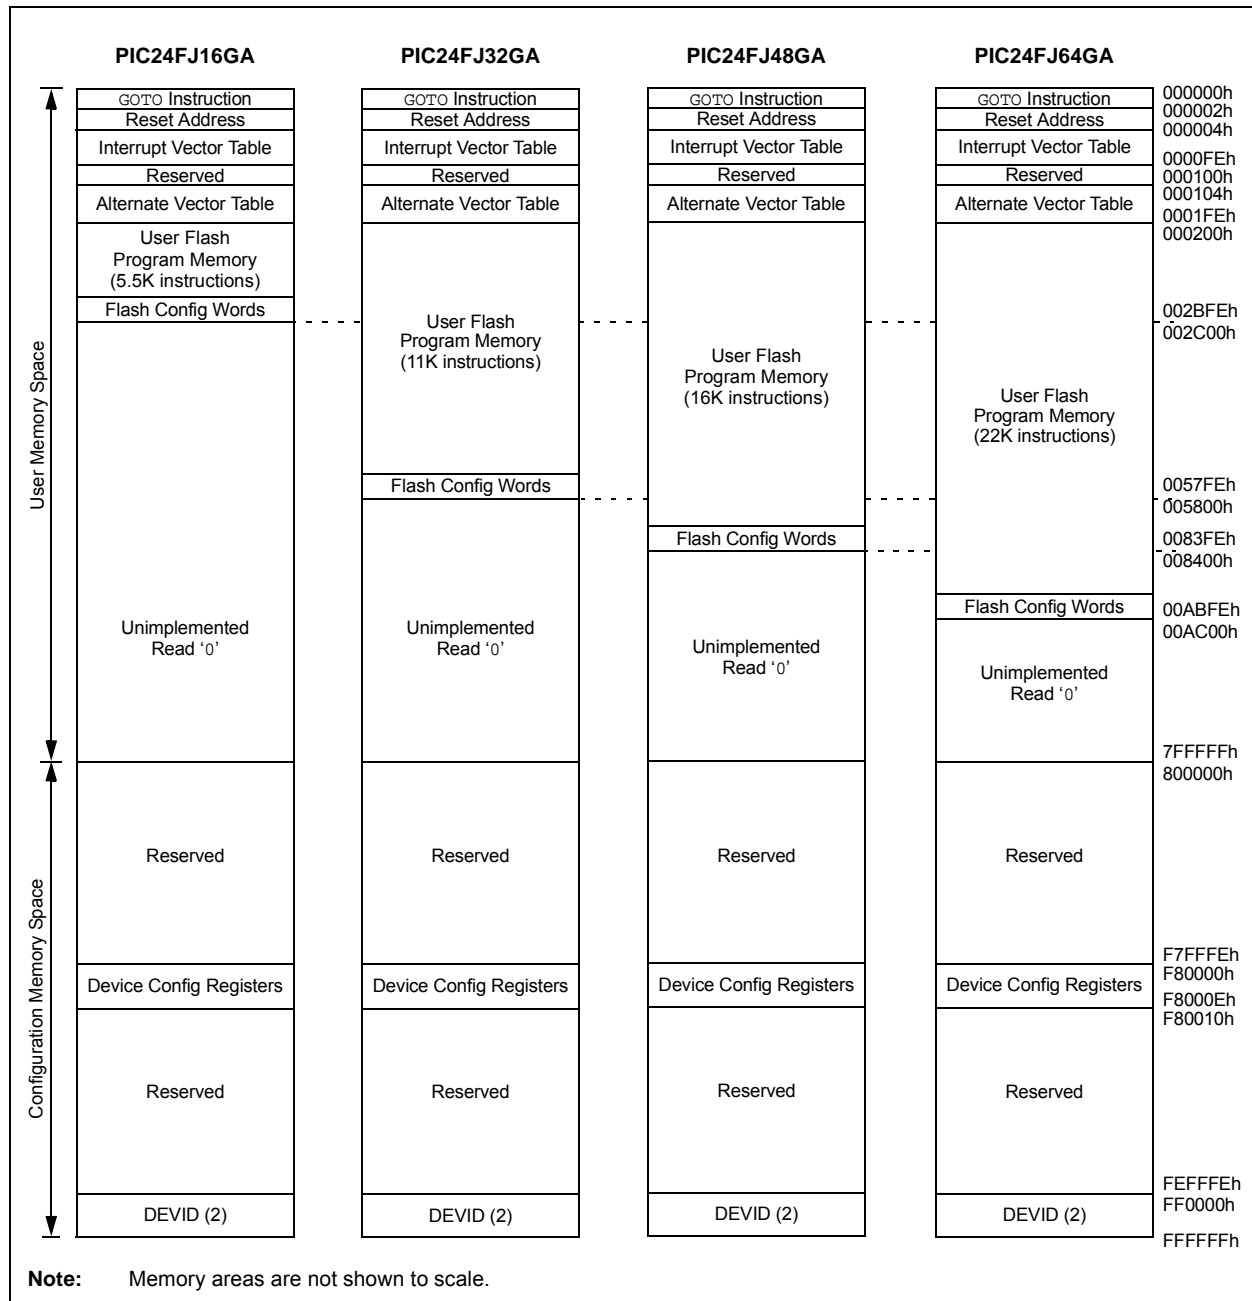 PIC24FJ16GA
PIC24FJ32GA
PIC24FJ48GA
PIC24FJ64GA
User Memory Space
Configuration Memory Space
GOTO Instruction
Reset Address
Interrupt Vector Table
Reserved
Alternate Vector Table
User Flash
Program Memory
(5.5K instructions)
Flash Config Words
Unimplemented
Read ‘0’
Reserved
Device Config Registers
Reserved
DEVID (2)
GOTO Instruction
Reset Address
Interrupt Vector Table
Reserved
Alternate Vector Table
User Flash
Program Memory
(11K instructions)
Flash Config Words
Unimplemented
Read ‘0’
Reserved
Device Config Registers
Reserved
DEVID (2)
GOTO Instruction
Reset Address
Interrupt Vector Table
Reserved
Alternate Vector Table
User Flash
Program Memory
(16K instructions)
Flash Config Words
Unimplemented
Read ‘0’
Reserved
Device Config Registers
Reserved
DEVID (2)
GOTO Instruction
Reset Address
Interrupt Vector Table
Reserved
Alternate Vector Table
User Flash
Program Memory
(22K instructions)
Flash Config Words
Unimplemented
Read ‘0’
Reserved
Device Config Registers
Reserved
DEVID (2)
000000h
000002h
000004h
0000FEh
000100h
000104h
0001FEh
000200h
002BFEh
002C00h
0057FEh
005800h
0083FEh
008400h
00ABFEh
00AC00h
7FFFFFh
800000h
F7FFFEh
F80000h
F8000Eh
F80010h
FEFFFEh
FF0000h
FFFFFFh
Note: Memory areas are not shown to scale.